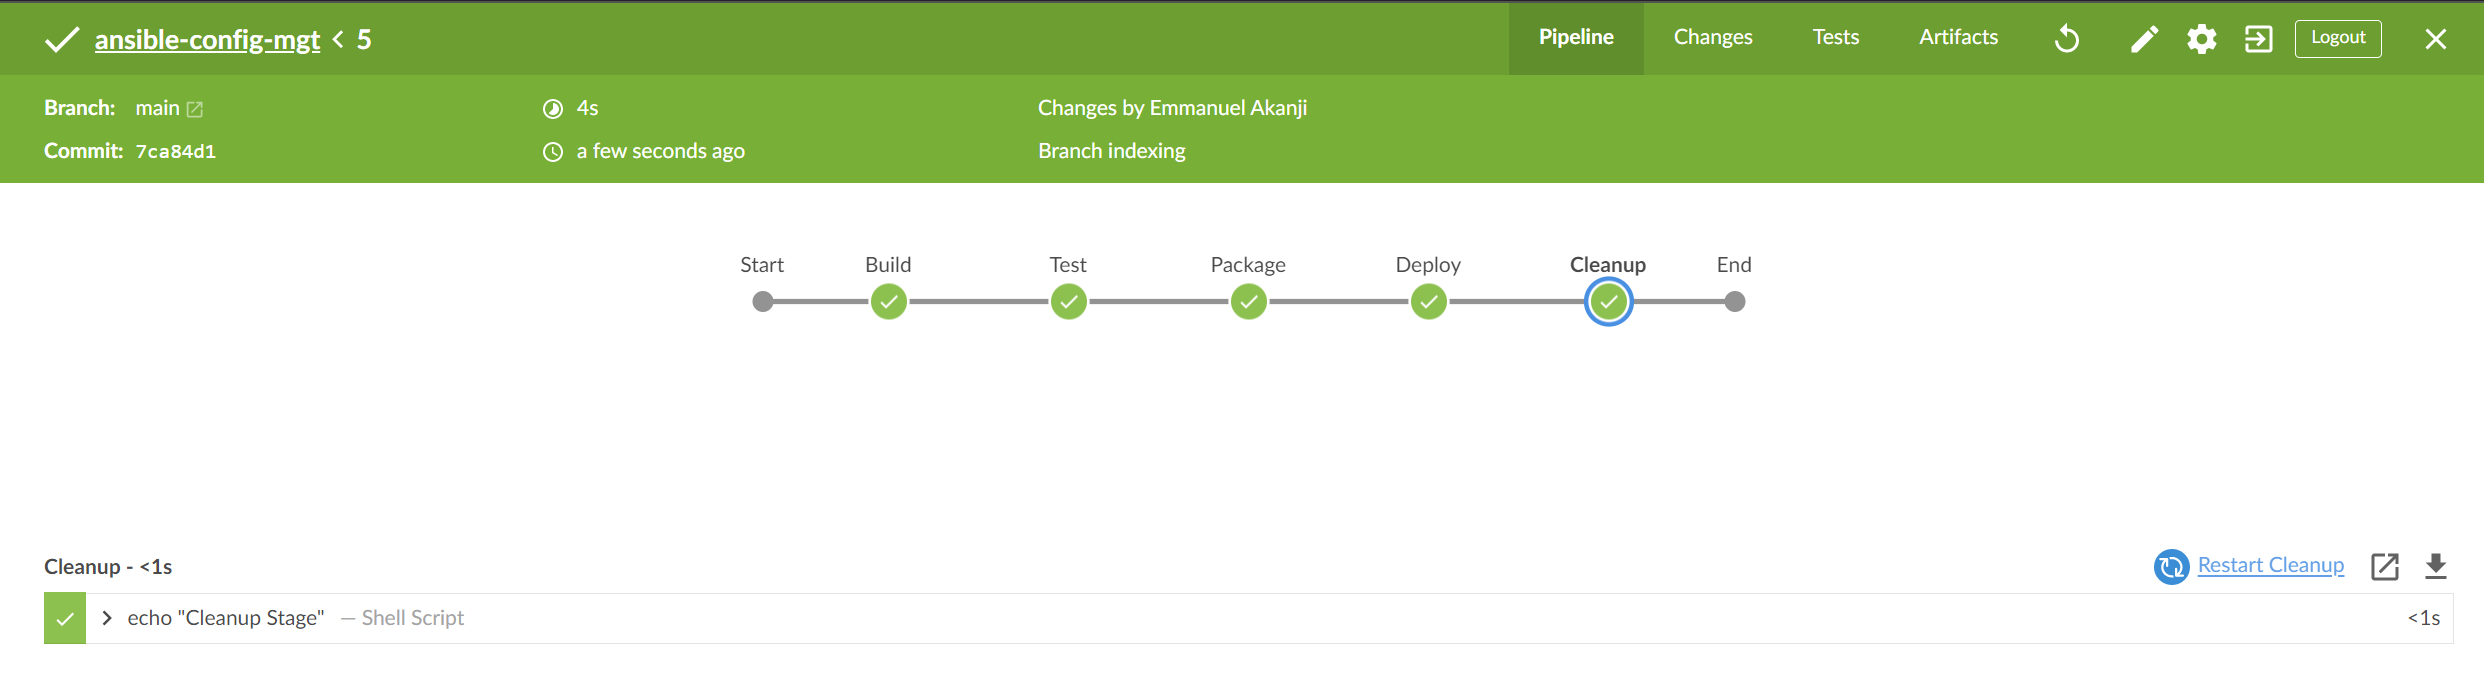 ansible-config-mgt < 5
Pipeline Changes Tests Artifacts Logout
Branch: main 4s Changes by Emmanuel Akanji
Commit: 7ca84d1 a few seconds ago Branch indexing
Start Build Test Package Deploy Cleanup End
Cleanup - <1s Restart Cleanup
echo "Cleanup Stage" — Shell Script <1s